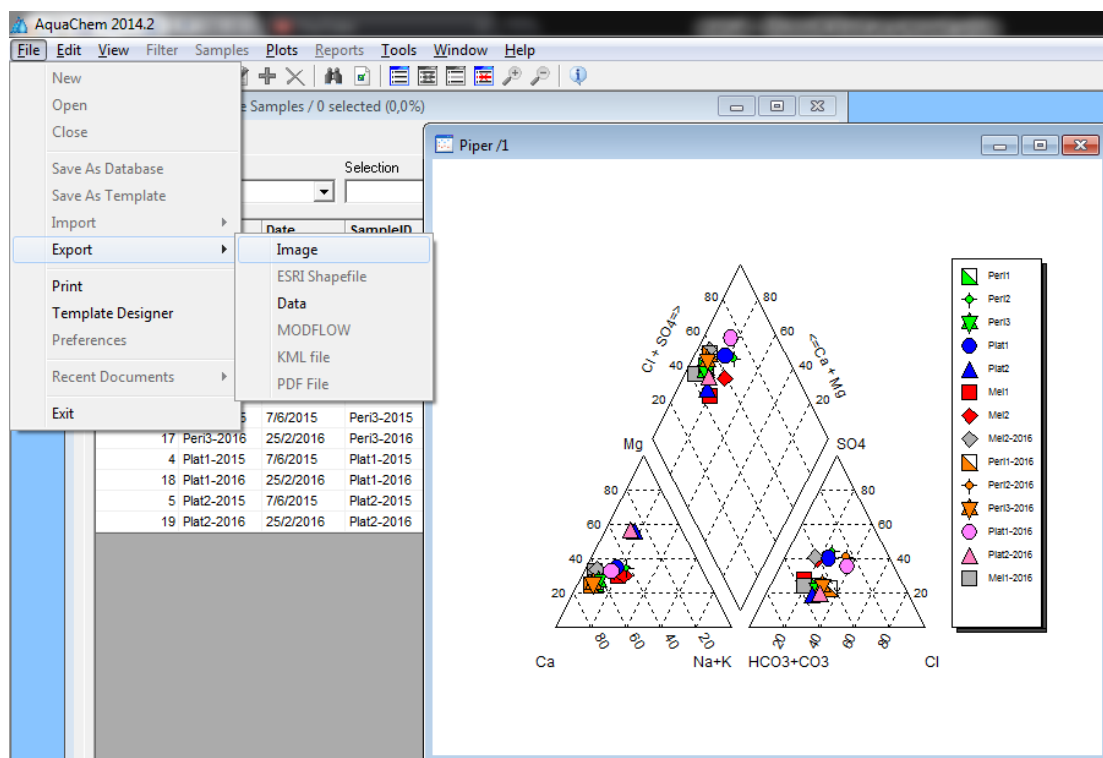 AquaChem 2014.2
File Edit View Filter Samples Plots Reports Tools Window Help
New
Open
Close
Save As Database
Save As Template
Import
Export
Print
Template Designer
Preferences
Recent Documents
Exit
Image
ESRI Shapefile
Data
MODFLOW
KML file
PDF File
Samples / 0 selected (0,0%)
Selection
Date SampleID
7/6/2015 Peri3-2015
17 Peri3-2016 25/2/2016 Peri3-2016
4 Plat1-2015 7/6/2015 Plat1-2015
18 Plat1-2016 25/2/2016 Plat1-2016
5 Plat2-2015 7/6/2015 Plat2-2015
19 Plat2-2016 25/2/2016 Plat2-2016
Piper /1
80 80
60 60
40 40
20 20
Cl + SO4=>
<=Ca + Mg
Mg SO4
80 80
60 60
40 40
20 20
80 60 40 20 20 40 60 80
Ca Na+K HCO3+CO3 Cl
Peri1
Peri2
Peri3
Plat1
Plat2
Mel1
Mel2
Mel2-2016
Peri1-2016
Peri2-2016
Peri3-2016
Plat1-2016
Plat2-2016
Mel1-2016